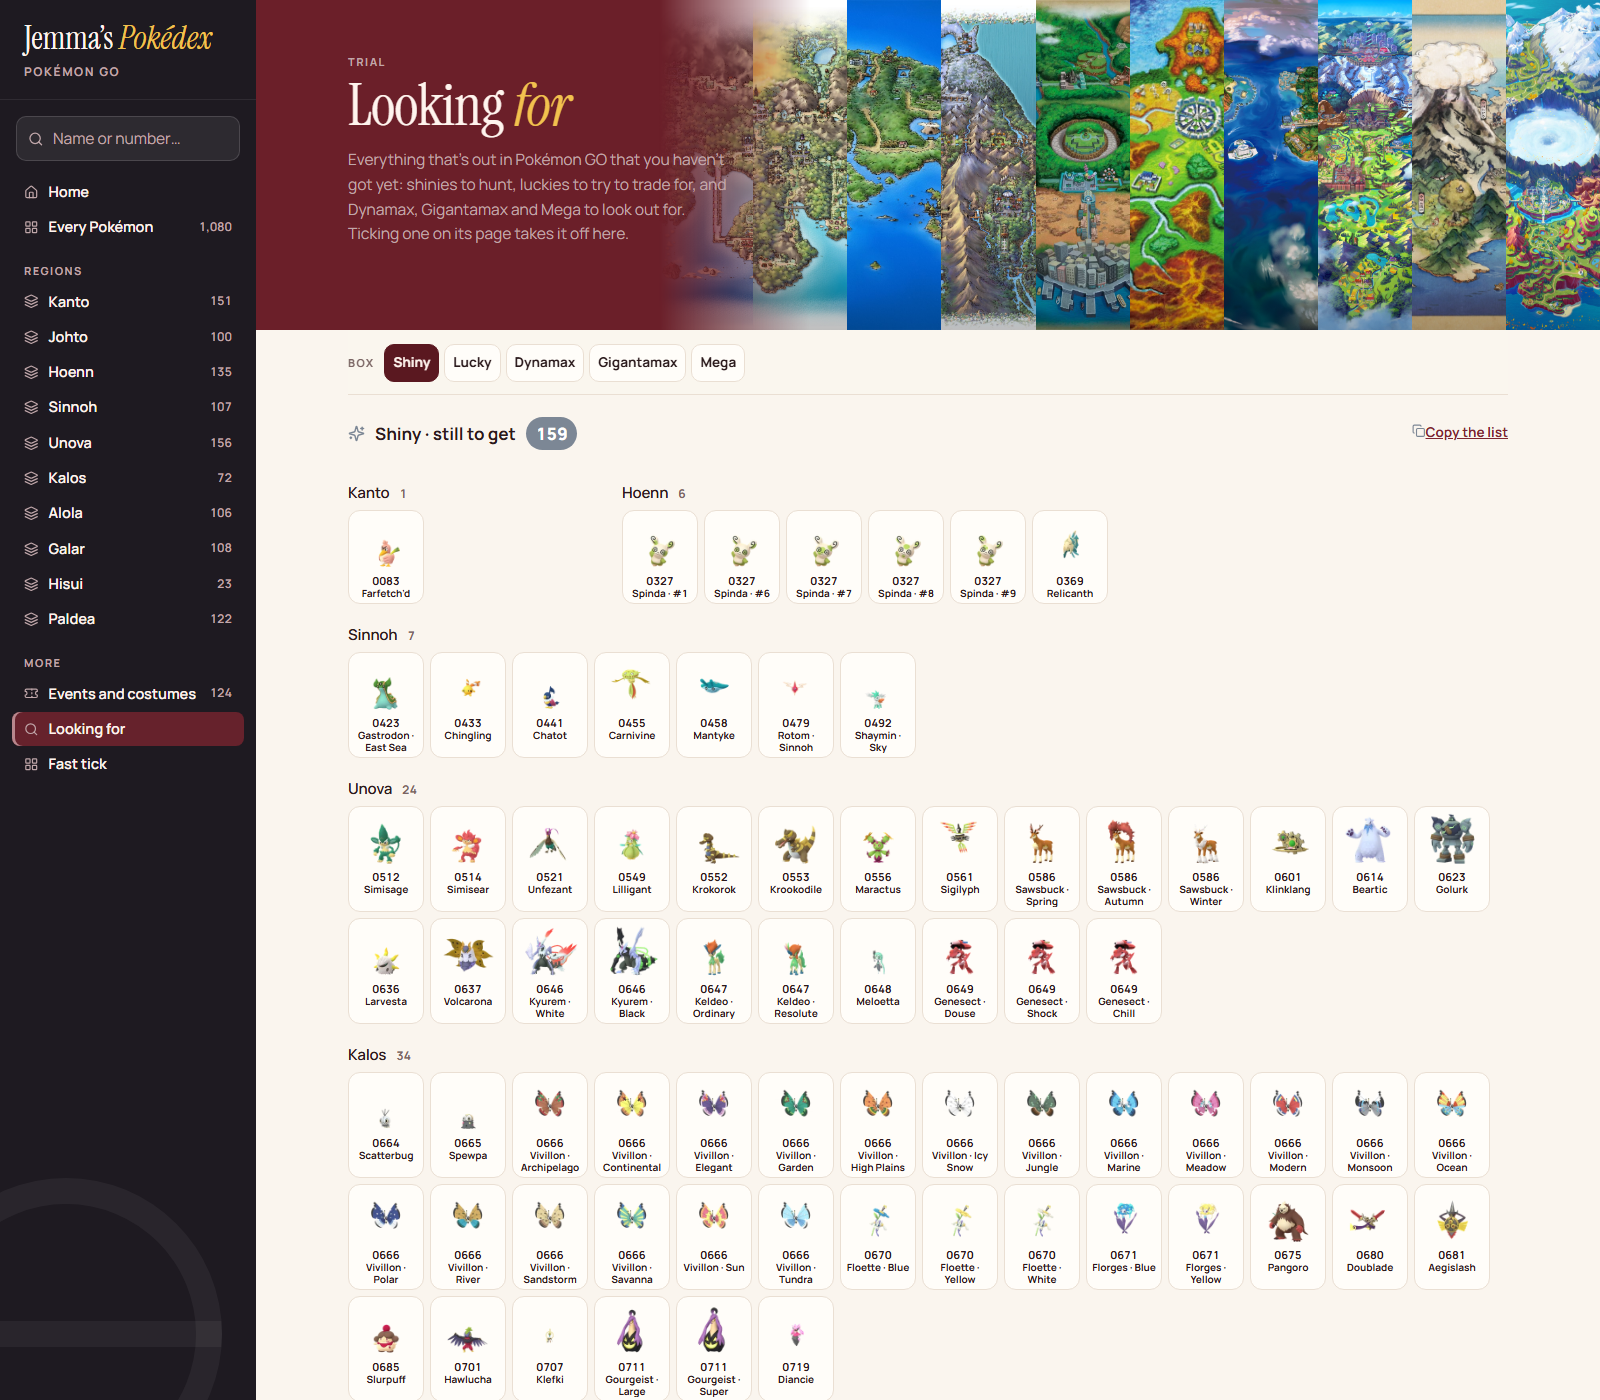 Jemma's Pokédex
POKÉMON GO
Name or number...
Home
Every Pokémon 1,080
REGIONS
Kanto 151
Johto 100
Hoenn 135
Sinnoh 107
Unova 156
Kalos 72
Alola 106
Galar 108
Hisui 23
Paldea 122
MORE
Events and costumes 124
Looking for
Fast tick
TRIAL
Looking for
Everything that's out in Pokémon GO that you haven't
got yet: shinies to hunt, luckies to try to trade for, and
Dynamax, Gigantamax and Mega to look out for.
Ticking one on its page takes it off here.
BOX Shiny Lucky Dynamax Gigantamax Mega
Shiny · still to get 159
Copy the list
Kanto 1
0083
Farfetch'd
Hoenn 6
0327 0327 0327 0327 0327 0369
Spinda · #1 Spinda · #6 Spinda · #7 Spinda · #8 Spinda · #9 Relicanth
Sinnoh 7
0423 0433 0441 0455 0458 0479 0492
Gastrodon · Chingling Chatot Carnivine Mantyke Rotom · Shaymin ·
East Sea Sinnoh Sky
Unova 24
0512 0514 0521 0549 0552 0553 0556 0561 0586 0586 0586 0601 0614 0623
Simisage Simisear Unfezant Lilligant Krokorok Krookodile Maractus Sigilyph Sawsbuck · Sawsbuck · Sawsbuck · Klinklang Beartic Golurk
Spring Autumn Winter
0636 0637 0646 0646 0647 0647 0648 0649 0649 0649
Larvesta Volcarona Kyurem · Kyurem · Keldeo · Keldeo · Meloetta Genesect · Genesect · Genesect ·
White Black Ordinary Resolute Douse Shock Chill
Kalos 34
0664 0665 0666 0666 0666 0666 0666 0666 0666 0666 0666 0666 0666 0666
Scatterbug Spewpa Vivillon · Vivillon · Vivillon · Vivillon · Vivillon · Vivillon · Icy Vivillon · Vivillon · Vivillon · Vivillon · Vivillon · Vivillon ·
Archipelago Continental Elegant Garden High Plains Snow Jungle Marine Meadow Modern Monsoon Ocean
0666 0666 0666 0666 0666 0666 0670 0670 0670 0671 0671 0675 0680 0681
Vivillon · Vivillon · Vivillon · Vivillon · Vivillon · Sun Vivillon · Floette · Blue Floette · Floette · Florges · Blue Florges · Pangoro Doublade Aegislash
Polar River Sandstorm Savanna Tundra Yellow White Yellow
0685 0701 0707 0711 0711 0719
Slurpuff Hawlucha Klefki Gourgeist · Gourgeist · Diancie
Large Super